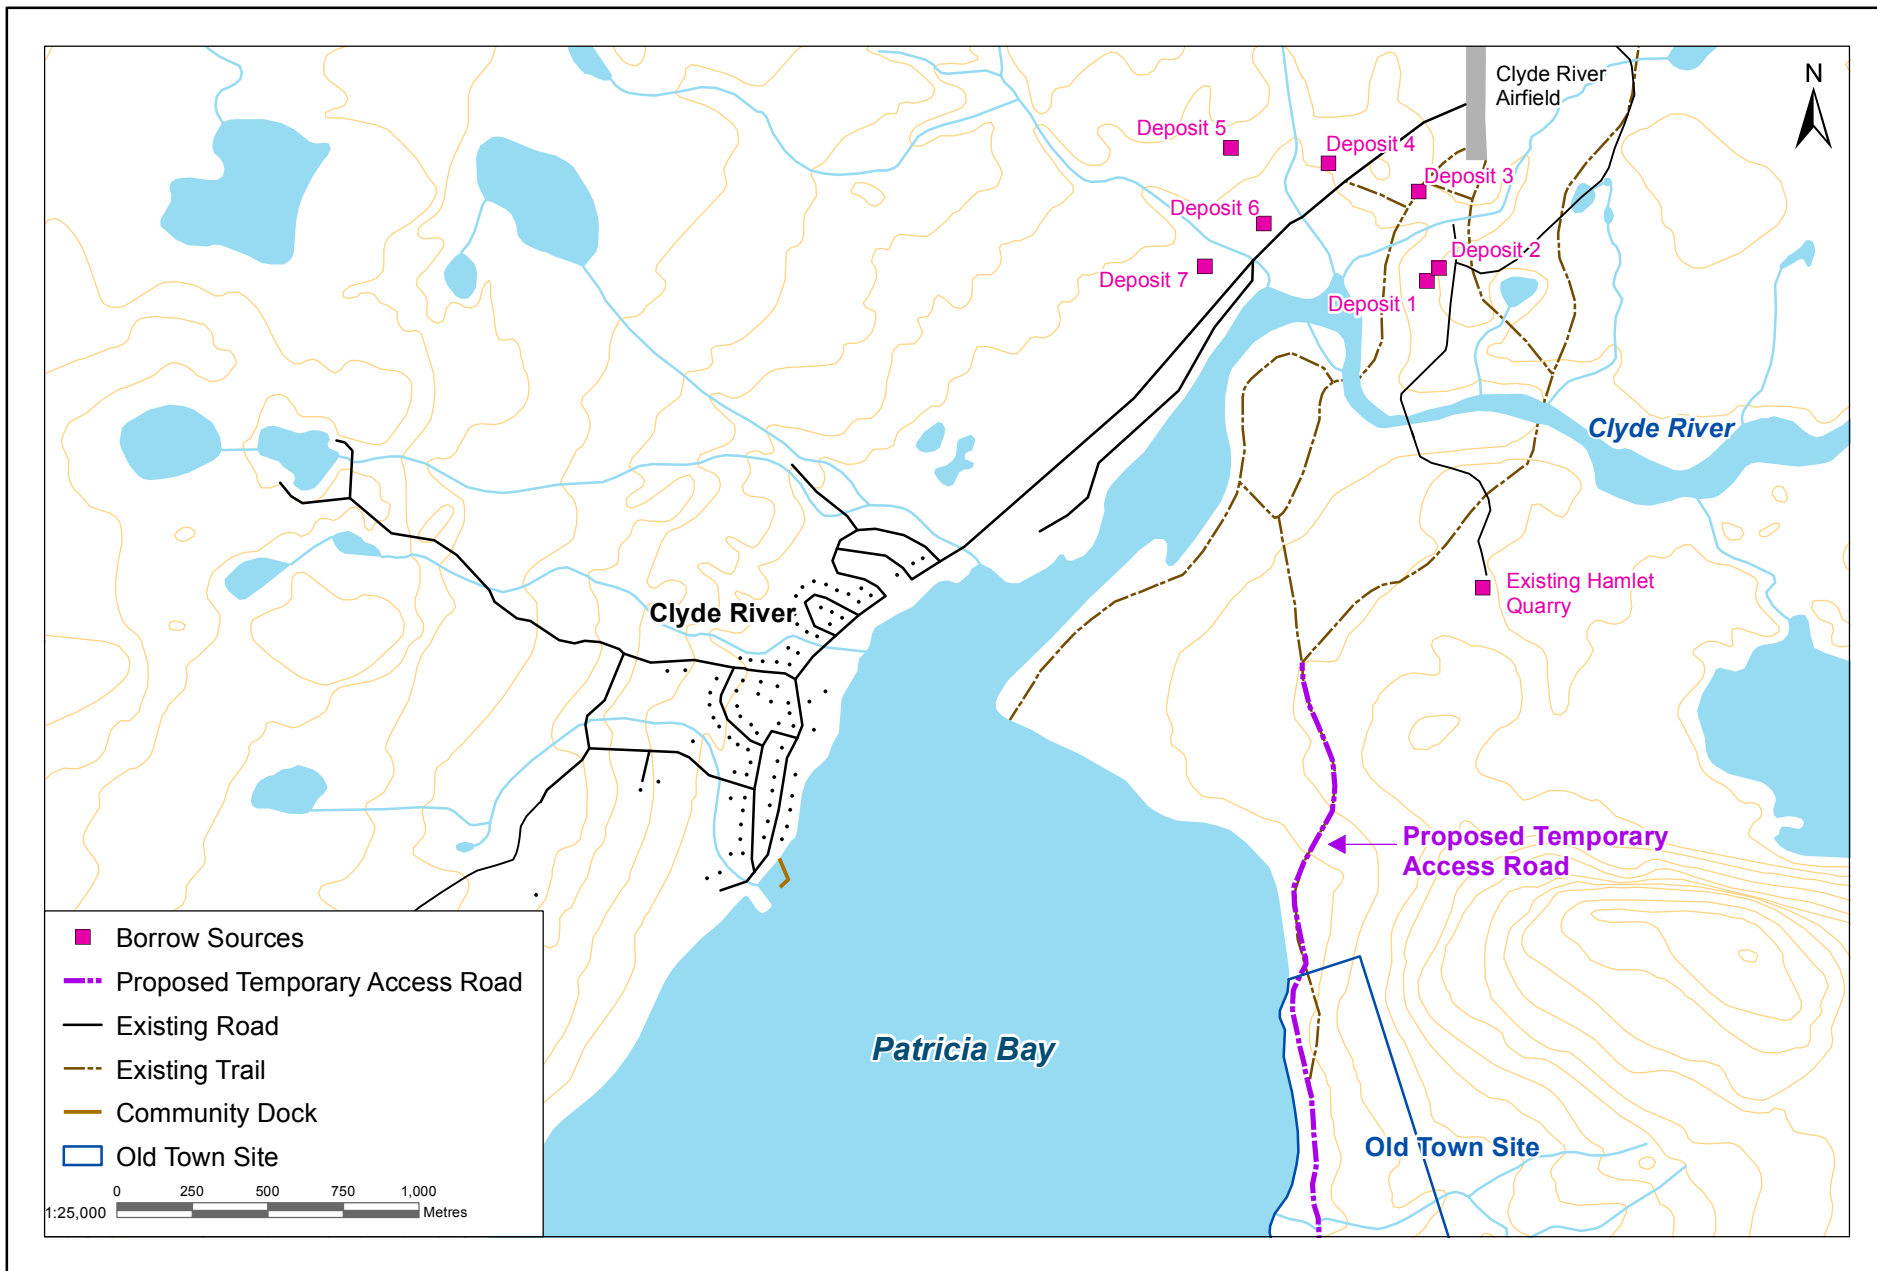 Clyde River
Airfield
N
Deposit 5
Deposit 4
Deposit 3
Deposit 6
Deposit 2
Deposit 7
Deposit 1
Clyde River
Existing Hamlet
Quarry
Clyde River
Proposed Temporary
Access Road
Patricia Bay
Old Town Site
Borrow Sources
Proposed Temporary Access Road
Existing Road
Existing Trail
Community Dock
Old Town Site
0 250 500 750 1,000
1:25,000 Metres